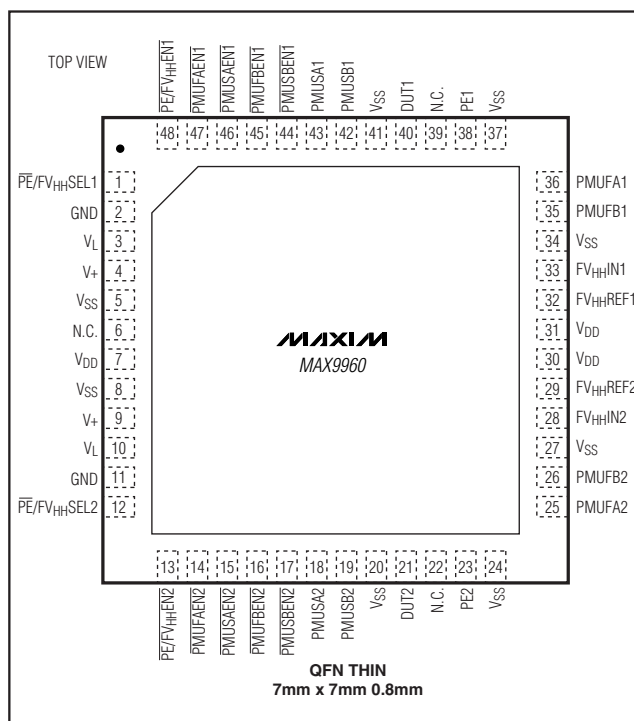 TOP VIEW
PE/FVHHEN1
PMUFAEN1
PMUSAEN1
PMUFBEN1
PMUSBEN1
PMUSA1
PMUSB1
VSS
DUT1
N.C.
PE1
VSS
48 47 46 45 44 43 42 41 40 39 38 37
PE/FVHHSEL1 1
GND 2
VL 3
V+ 4
VSS 5
N.C. 6
VDD 7
VSS 8
V+ 9
VL 10
GND 11
PE/FVHHSEL2 12
MAXIM
MAX9960
36 PMUFA1
35 PMUFB1
34 VSS
33 FVHHIN1
32 FVHHREF1
31 VDD
30 VDD
29 FVHHREF2
28 FVHHIN2
27 VSS
26 PMUFB2
25 PMUFA2
13 14 15 16 17 18 19 20 21 22 23 24
PE/FVHHEN2
PMUFAEN2
PMUSAEN2
PMUFBEN2
PMUSBEN2
PMUSA2
PMUSB2
VSS
DUT2
N.C.
PE2
VSS
QFN THIN
7mm x 7mm 0.8mm